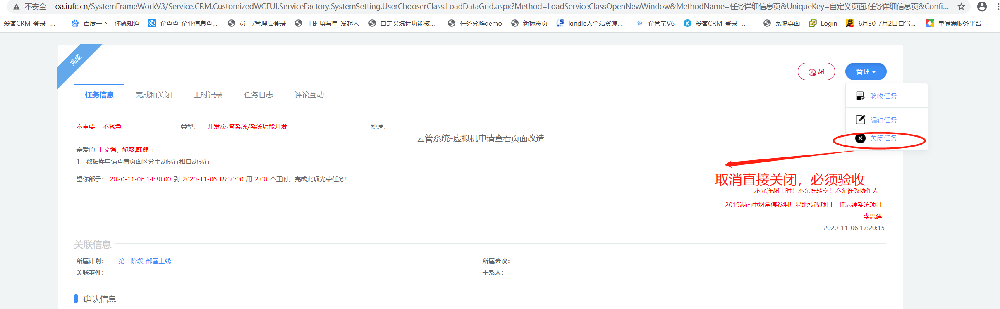 不安全 | oa.iufc.cn/SystemFrameWorkV3/Service.CRM.CustomizedWCFUI.ServiceFactory.SystemSetting.UserChooserClass.LoadDataGrid.aspx?Method=LoadServiceClassOpenNewWindow&MethodName=任务详细信息页&UniqueKey=自定义页面.任务详细信息页&Confi...
爱客CRM-登录 -... 百度一下，你就知道 企查查-企业信息查... 员工/管理层登录 工时填写单-发起人 自定义统计功能核... 任务分解demo 新标签页 kindle人全站资源... 企管宝V6 爱客CRM-登录 -... 系统桌面 Login 6月30-7月2日自驾... 单满满服务平台
完成
超 管理
任务信息 完成和关闭 工时记录 任务日志 评论互动
验收任务
编辑任务
关闭任务
不重要 不紧急 类型： 开发/运管系统/系统功能开发 抄送：
云管系统-虚拟机申请查看页面改造
亲爱的 王文强、鲍爽,韩健 ：
1、数据库申请查看页面区分手动执行和自动执行
望你部于： 2020-11-06 14:30:00 到 2020-11-06 18:30:00 用 2.00 个工时，完成此项光荣任务！
取消直接关闭，必须验收
不允许超工时！不允许转交！不允许改协作人！
2019湖南中烟常德卷烟厂易地技改项目—IT运维系统项目
李忠建
2020-11-06 17:20:15
关联信息
所属计划： 第一阶段-部署上线 所属会议：
关联事件： 干系人：
确认信息